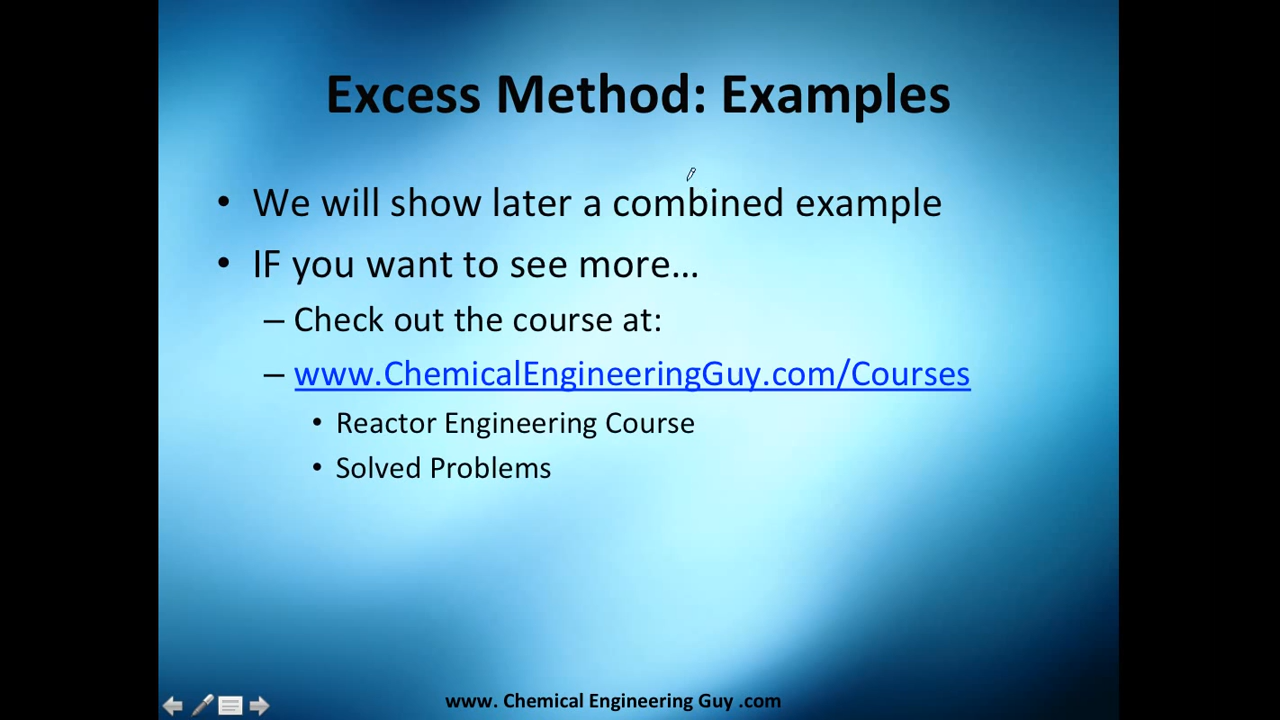 Excess Method: Examples
• We will show later a combined example
• IF you want to see more…
– Check out the course at:
– www.ChemicalEngineeringGuy.com/Courses
• Reactor Engineering Course
• Solved Problems
www. Chemical Engineering Guy .com